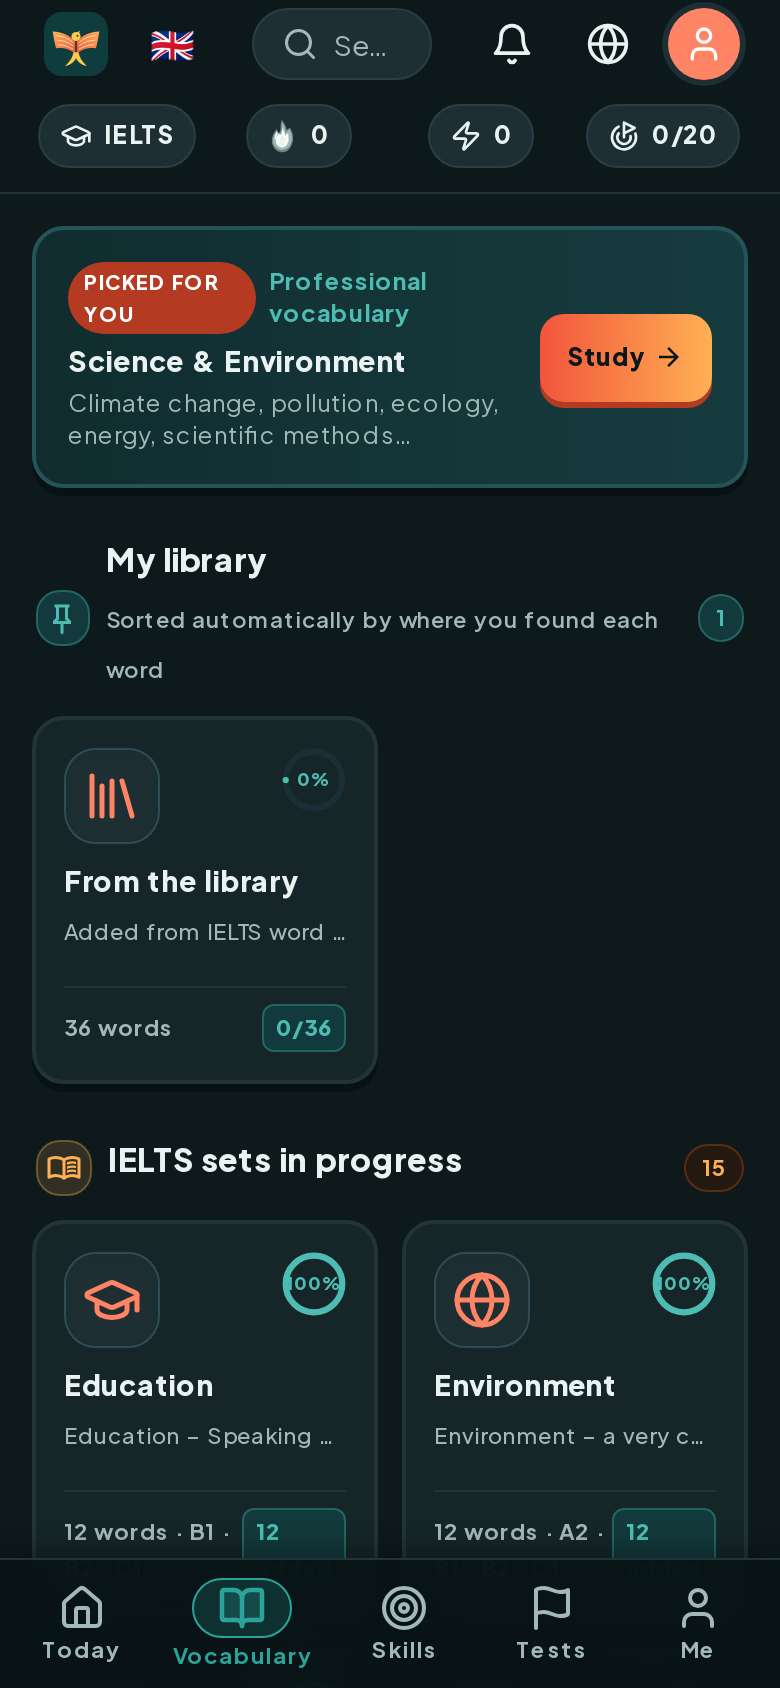 Se...
IELTS
0
0
0/20
PICKED FOR YOU
Professional vocabulary
Science & Environment
Climate change, pollution, ecology,
energy, scientific methods...
Study →
My library
Sorted automatically by where you found each
word
1
0%
From the library
Added from IELTS word ...
36 words
0/36
IELTS sets in progress
15
100%
100%
Education
Environment
Education – Speaking ...
Environment – a very c...
12 words · B1 ·
12
12 words · A2 ·
12
Today
Vocabulary
Skills
Tests
Me